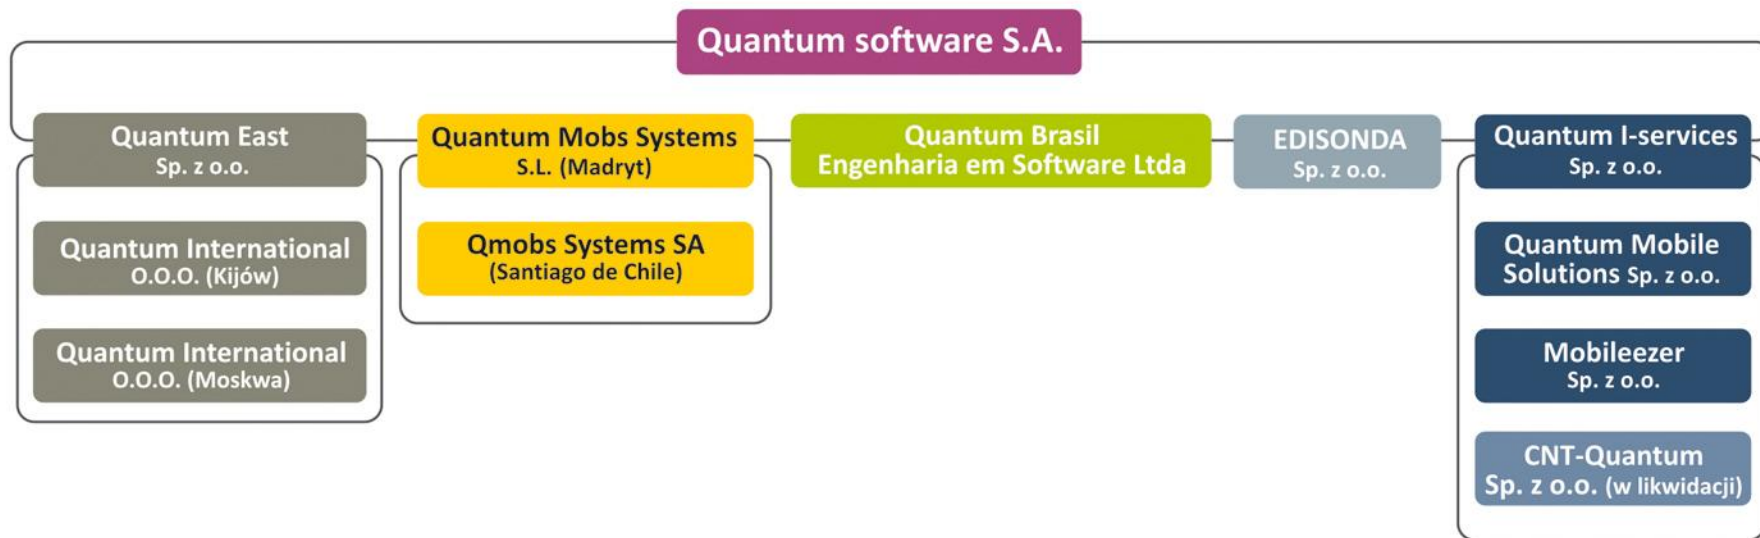 Quantum software S.A.
Quantum East
Sp. z o.o.
Quantum International
O.O.O. (Kijów)
Quantum International
O.O.O. (Moskwa)
Quantum Mobs Systems
S.L. (Madryt)
Qmobs Systems SA
(Santiago de Chile)
Quantum Brasil
Engenharia em Software Ltda
EDISONDA
Sp. z o.o.
Quantum I-services
Sp. z o.o.
Quantum Mobile
Solutions Sp. z o.o.
Mobileezer
Sp. z o.o.
CNT-Quantum
Sp. z o.o. (w likwidacji)